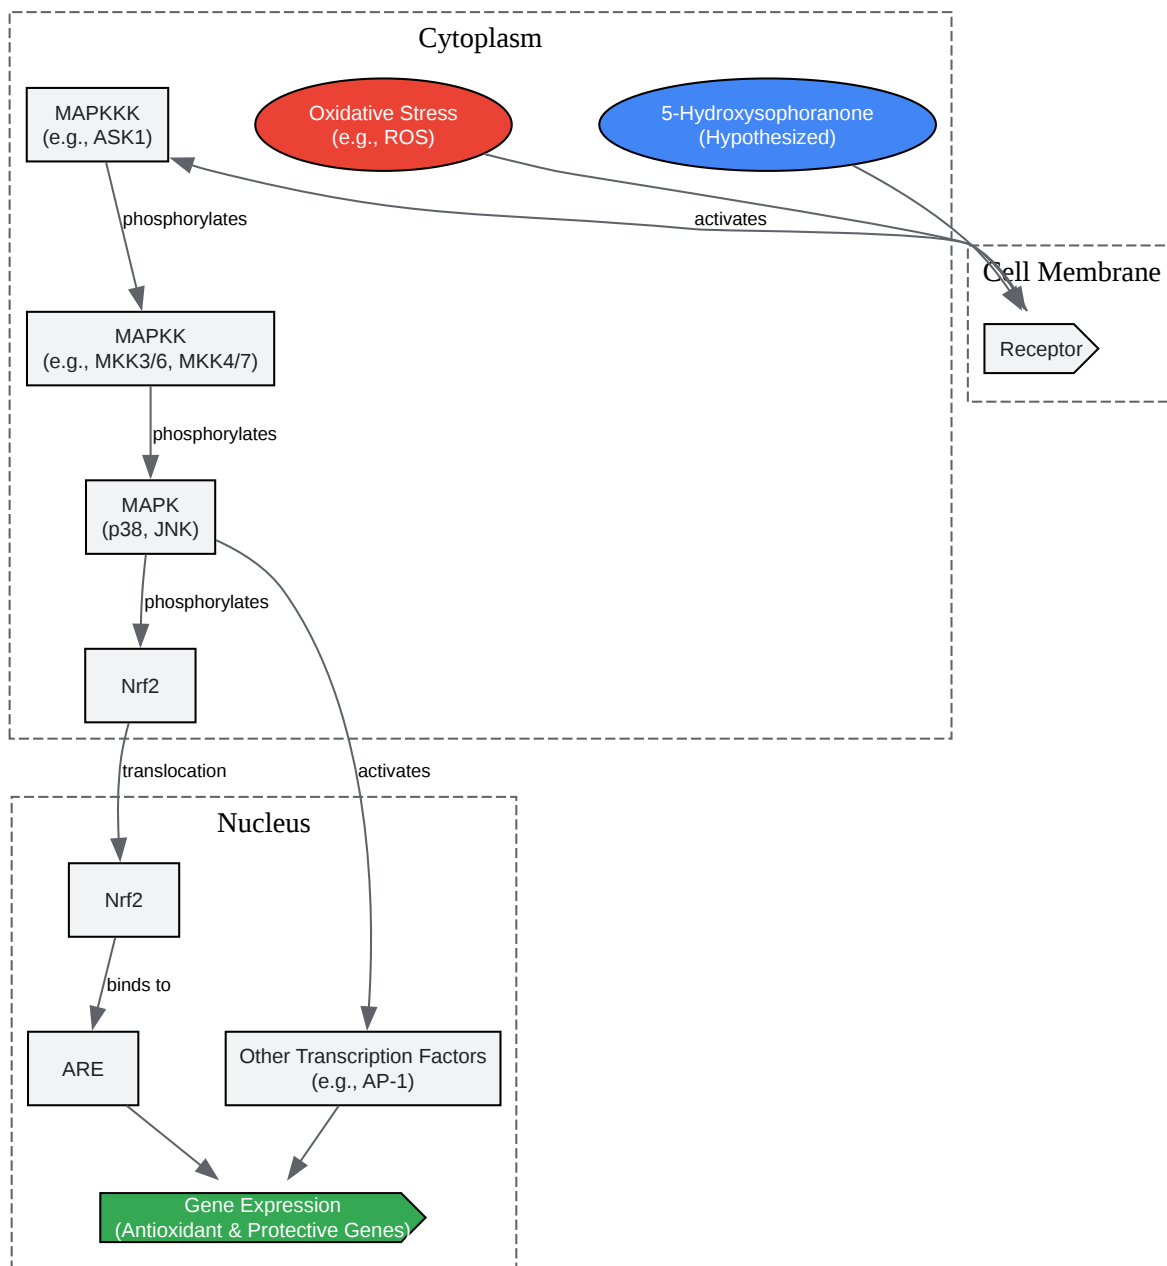 Cytoplasm
MAPKKK
(e.g., ASK1)
Oxidative Stress
(e.g., ROS)
5-Hydroxysophoranone
(Hypothesized)
phosphorylates
activates
Cell Membrane
MAPKK
(e.g., MKK3/6, MKK4/7)
Receptor
phosphorylates
MAPK
(p38, JNK)
phosphorylates
Nrf2
translocation
activates
Nucleus
Nrf2
binds to
ARE
Other Transcription Factors
(e.g., AP-1)
Gene Expression
(Antioxidant & Protective Genes)